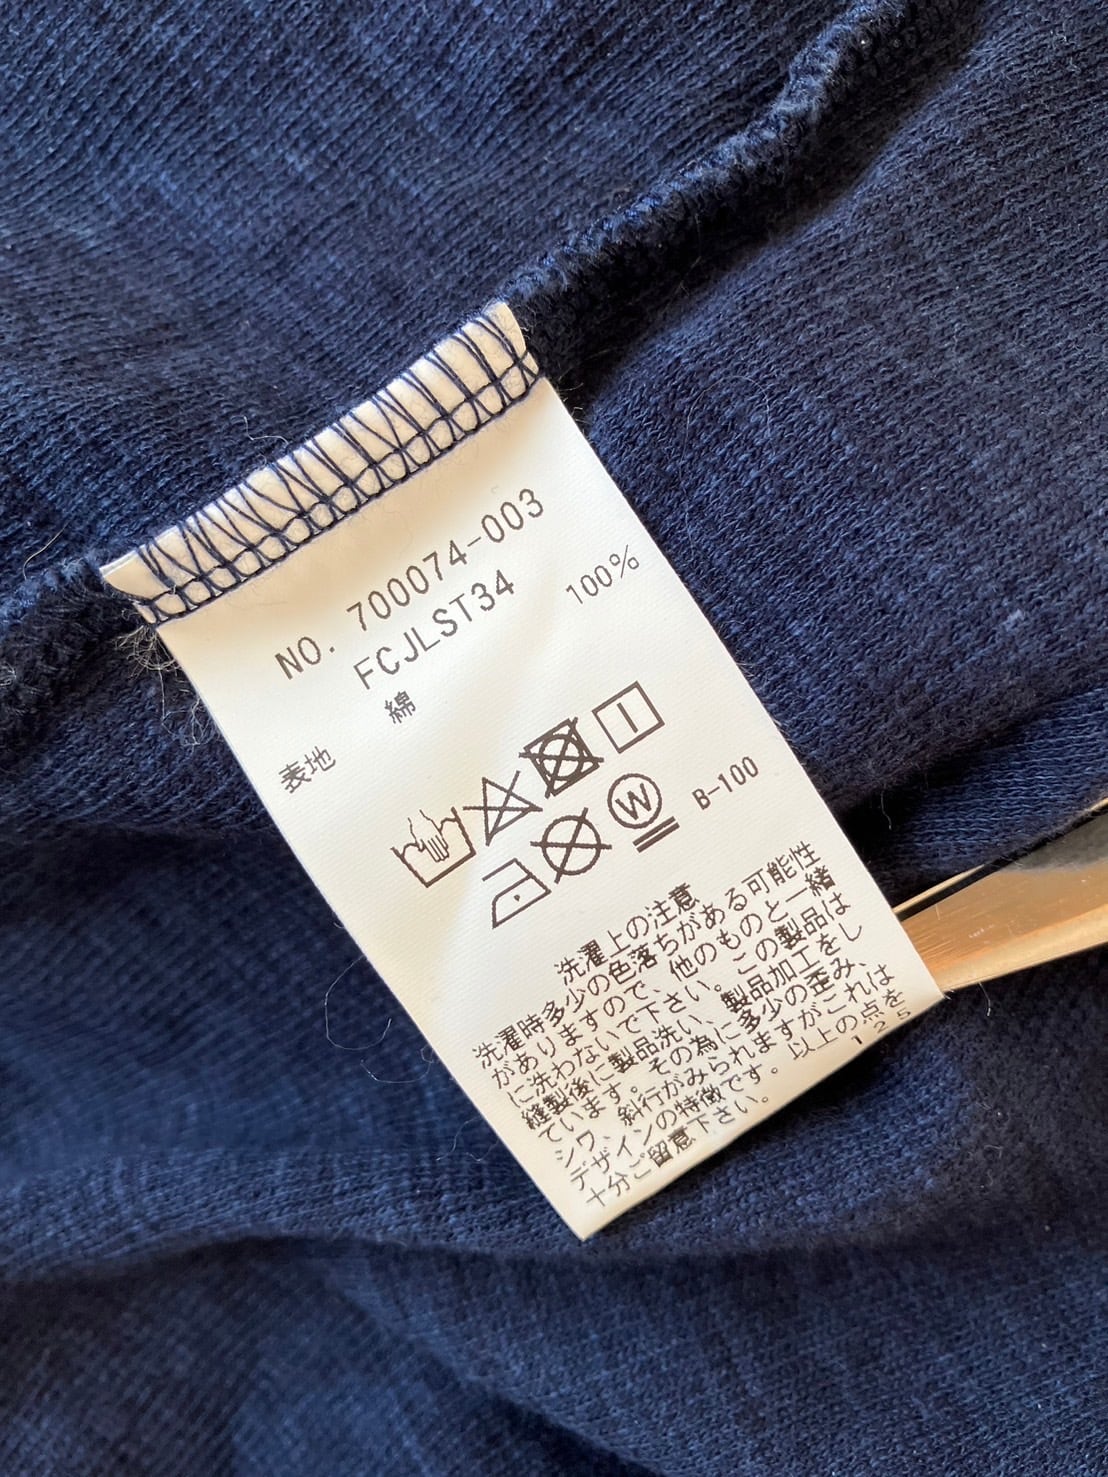 NO. 700074-003
FCJLST34
表地 綿 100%
W B-100
洗濯上の注意
洗濯時多少の色落ちがある可能性
がありますので、他のものと一緒
に洗わないで下さい。この製品は
縫製後に製品洗い、製品加工をし
ています。その為に多少の歪み、
シワ、斜行がみられますがこれは
デザインの特徴です。以上の点を
十分ご留意下さい。
125